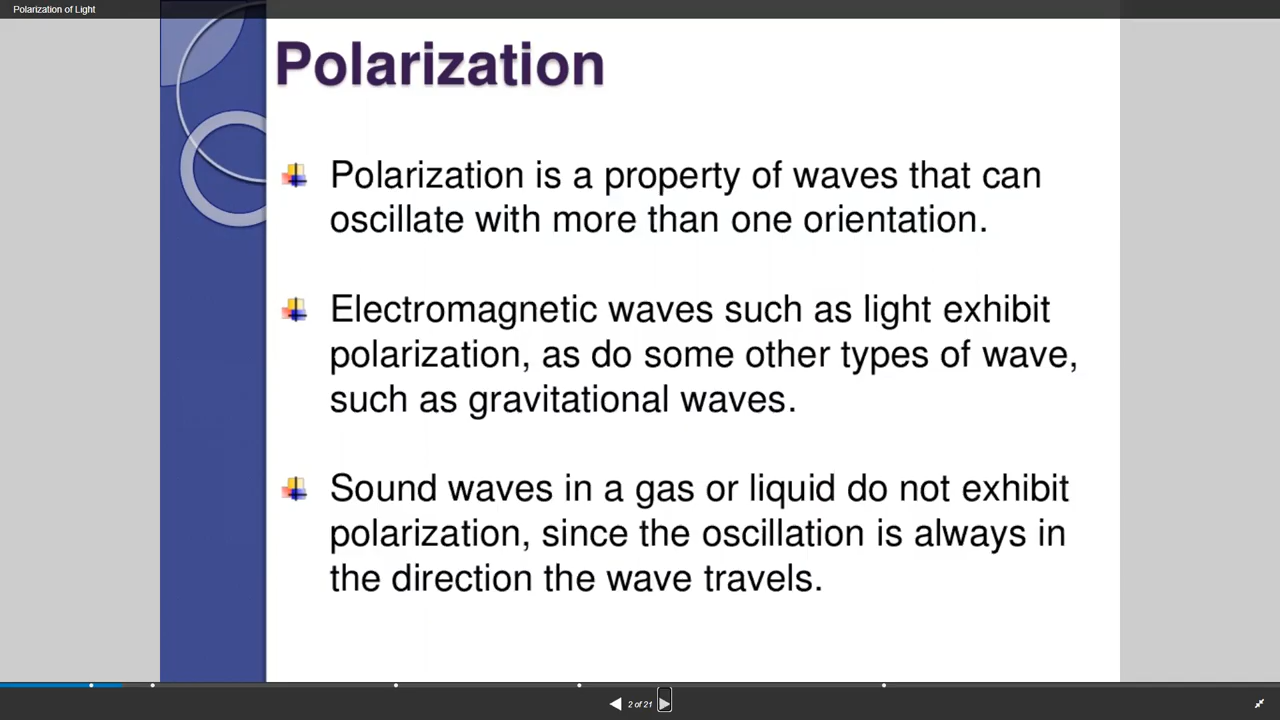 Polarization of Light
Polarization
Polarization is a property of waves that can
oscillate with more than one orientation.
Electromagnetic waves such as light exhibit
polarization, as do some other types of wave,
such as gravitational waves.
Sound waves in a gas or liquid do not exhibit
polarization, since the oscillation is always in
the direction the wave travels.
2 of 21